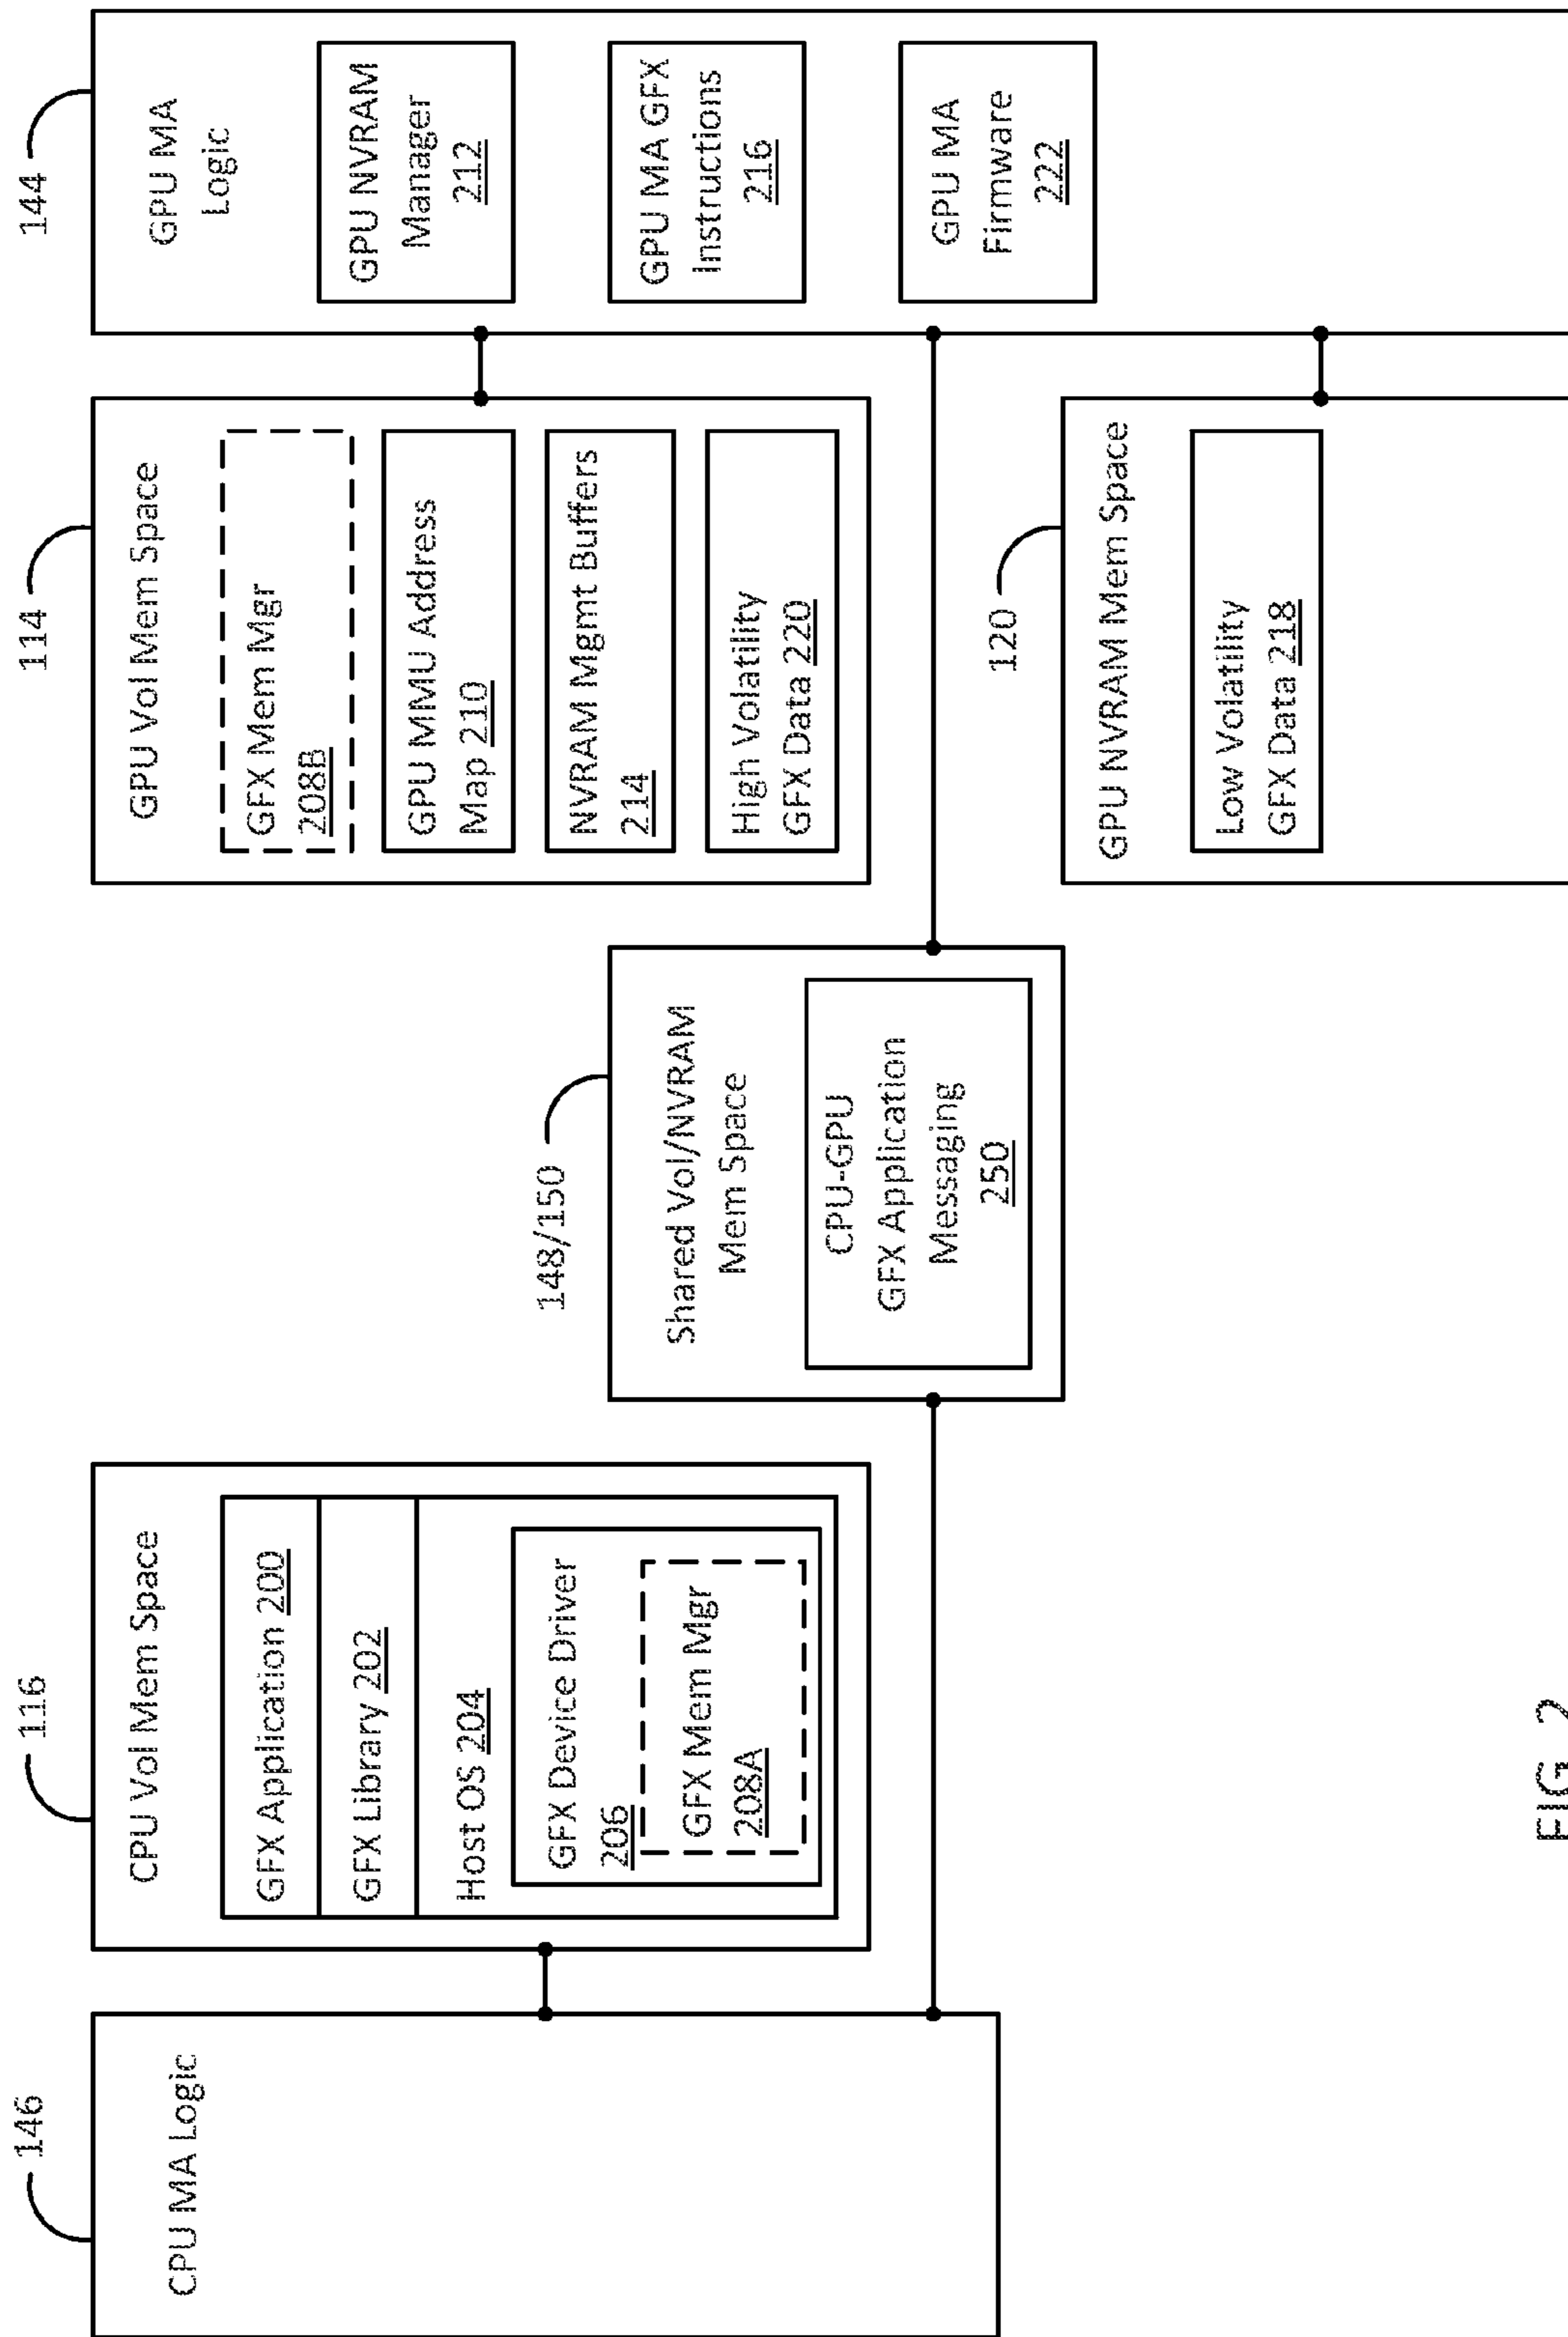 146
CPU MA Logic
116
CPU Vol Mem Space
GFX Application 200
GFX Library 202
Host OS 204
GFX Device Driver
206
GFX Mem Mgr
208A
148/150
Shared Vol/NVRAM
Mem Space
CPU-GPU
GFX Application
Messaging
250
114
GPU Vol Mem Space
GFX Mem Mgr
208B
GPU MMU Address
Map 210
NVRAM Mgmt Buffers
214
High Volatility
GFX Data 220
120
GPU NVRAM Mem Space
Low Volatility
GFX Data 218
144
GPU MA
Logic
GPU NVRAM
Manager
212
GPU MA GFX
Instructions
216
GPU MA
Firmware
222
FIG. 2